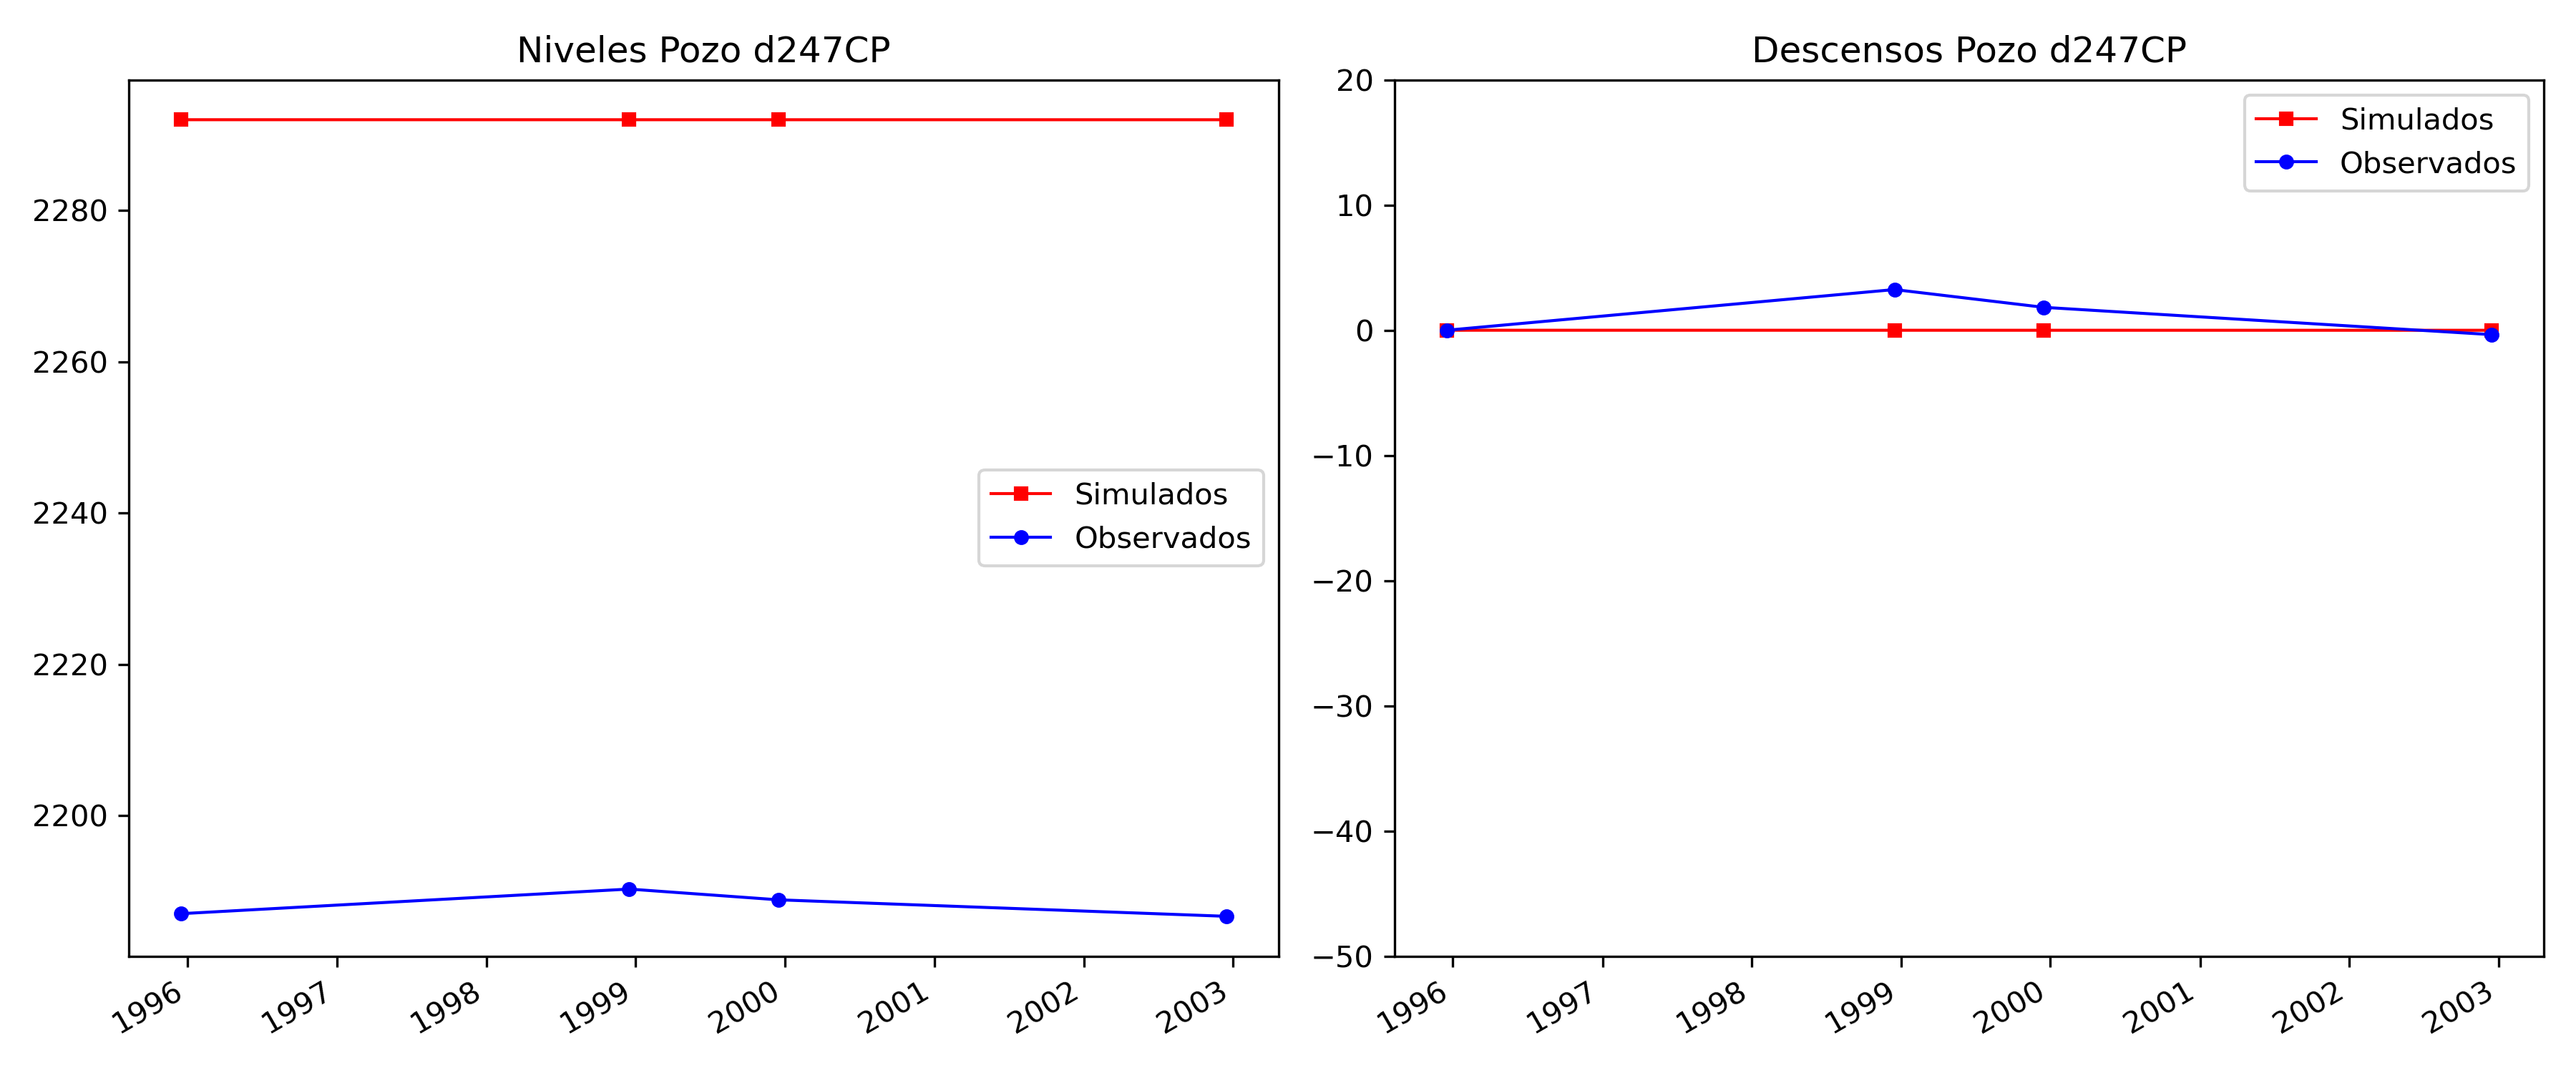 Niveles Pozo d247CP
2280
2260
2240
2220
2200
Simulados
Observados
1996 1997 1998 1999 2000 2001 2002 2003
Descensos Pozo d247CP
20
10
0
−10
−20
−30
−40
−50
Simulados
Observados
1996 1997 1998 1999 2000 2001 2002 2003